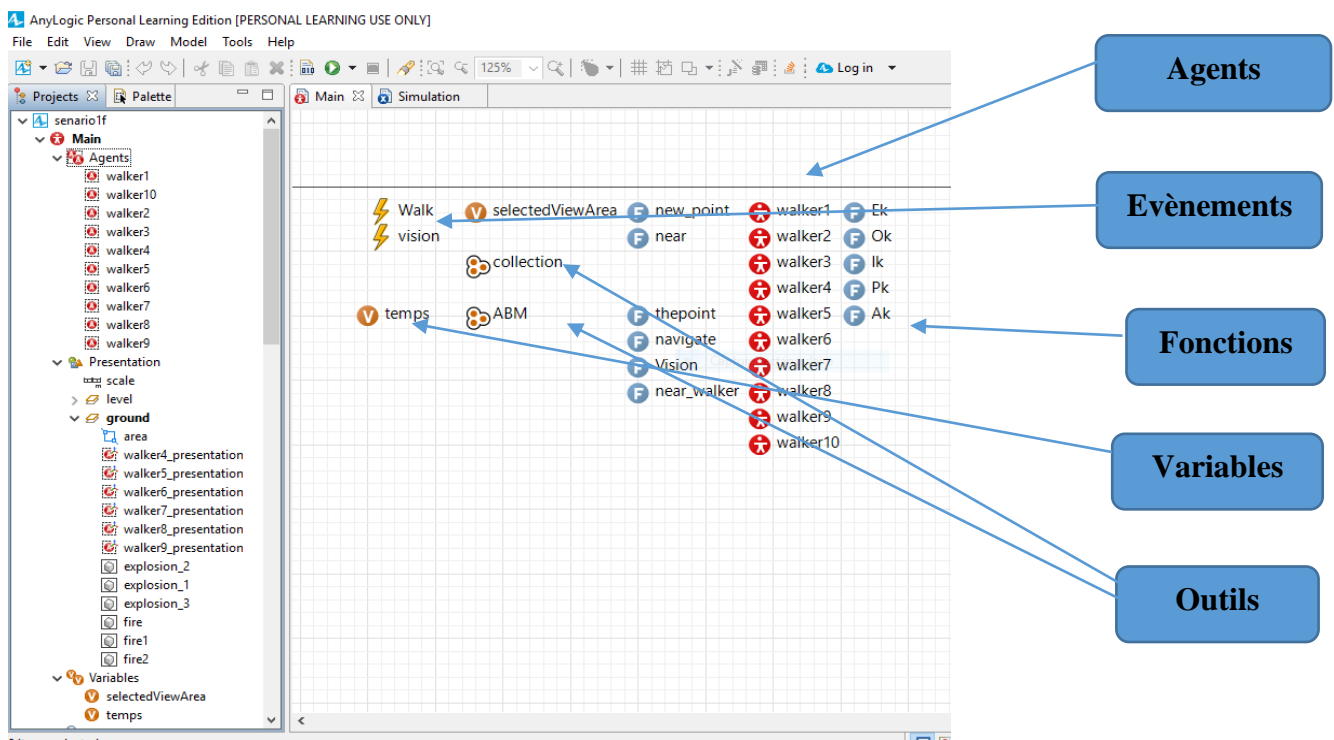 AnyLogic Personal Learning Edition [PERSONAL LEARNING USE ONLY]
File Edit View Draw Model Tools Help
125% Log in
Projects Palette
Main Simulation
senario1f
Main
Agents
walker1
walker10
walker2
walker3
walker4
walker5
walker6
walker7
walker8
walker9
Presentation
scale
level
ground
area
walker4_presentation
walker5_presentation
walker6_presentation
walker7_presentation
walker8_presentation
walker9_presentation
explosion_2
explosion_1
explosion_3
fire
fire1
fire2
Variables
selectedViewArea
temps
Walk selectedViewArea new_point walker1 Ek
vision near walker2 Ok
collection walker3 Ik
walker4 Pk
temps ABM thepoint walker5 Ak
navigate walker6
Vision walker7
near_walker walker8
walker9
walker10
Agents
Evènements
Fonctions
Variables
Outils